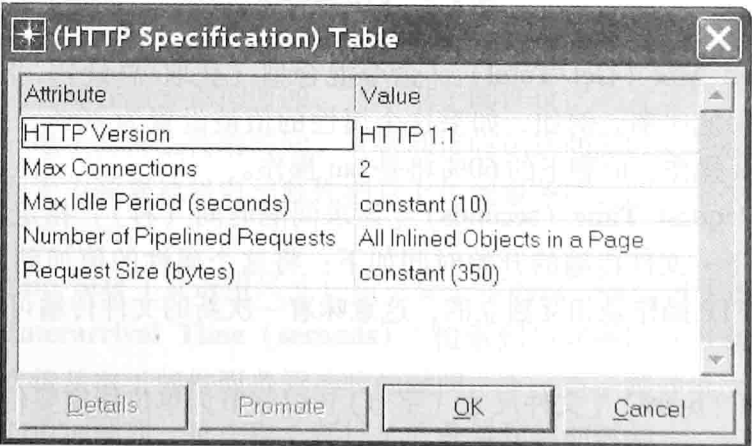 (HTTP Specification) Table
Attribute Value
HTTP Version HTTP 1.1
Max Connections 2
Max Idle Period (seconds) constant (10)
Number of Pipelined Requests All Inlined Objects in a Page
Request Size (bytes) constant (350)
Details Promote OK Cancel